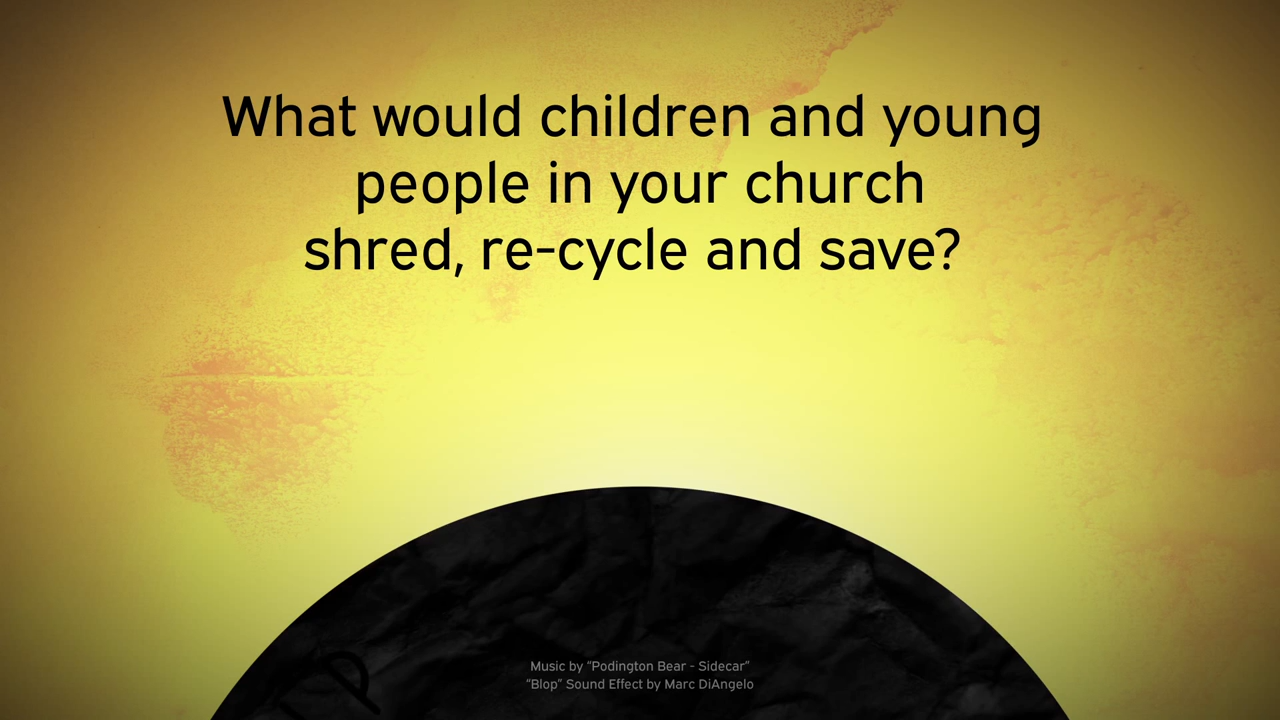 What would children and young
people in your church
shred, re-cycle and save?
Music by “Podington Bear - Sidecar”
“Blop” Sound Effect by Marc DiAngelo